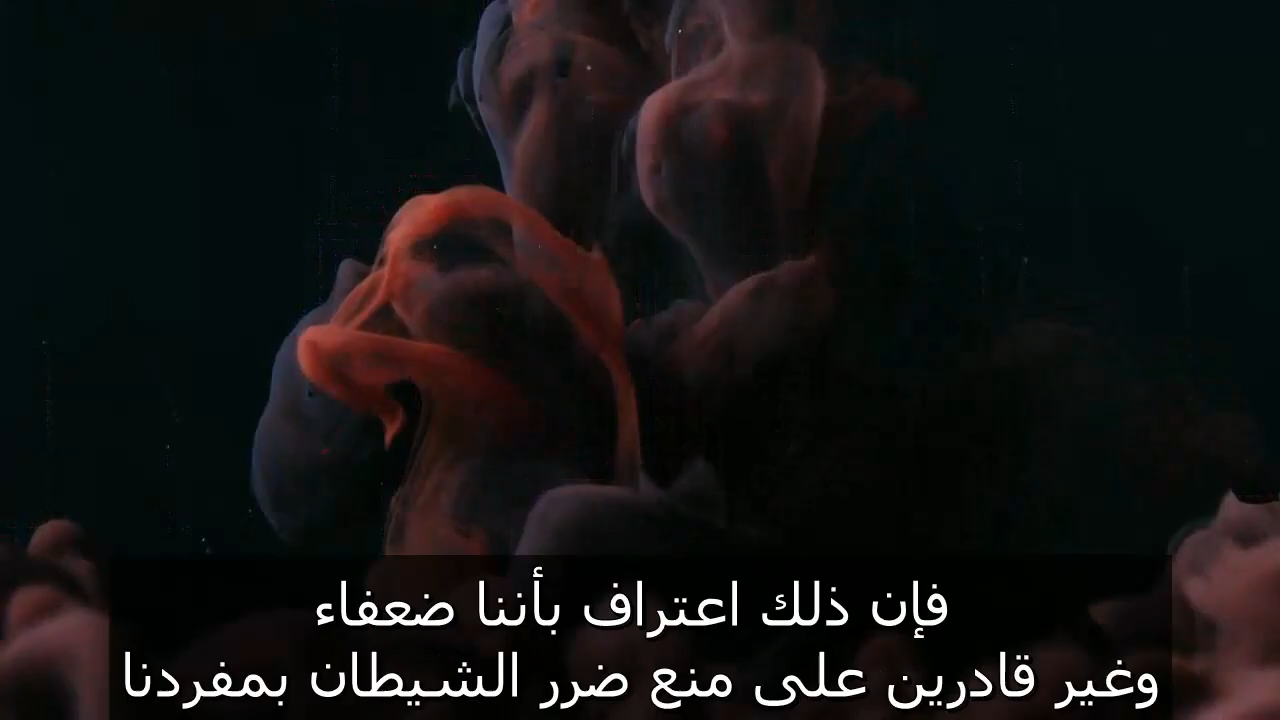 فإن ذلك اعتراف بأننا ضعفاء
وغير قادرين على منع ضرر الشيطان بمفردنا